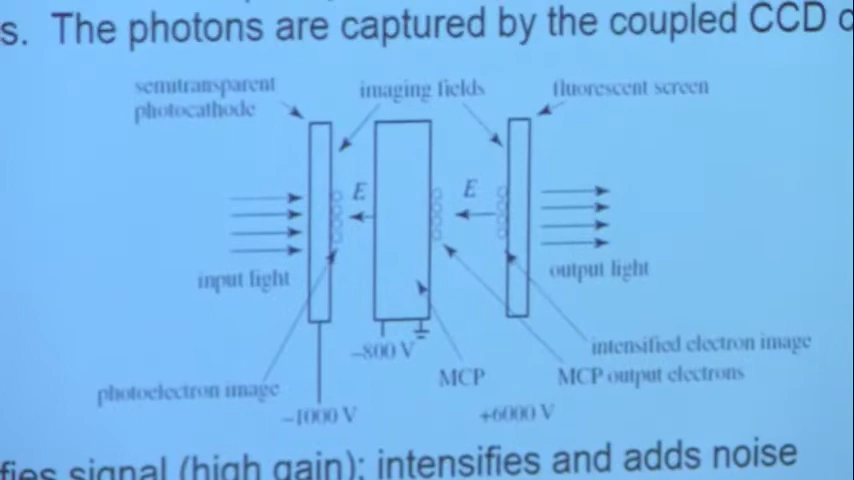 s. The photons are captured by the coupled CCD
semitransparent
photocathode
imaging fields
fluorescent screen
E
E
input light
output light
-800 V
intensified electron image
MCP
MCP output electrons
photoelectron image
-1000 V
+6000 V
fies signal (high gain); intensifies and adds noise